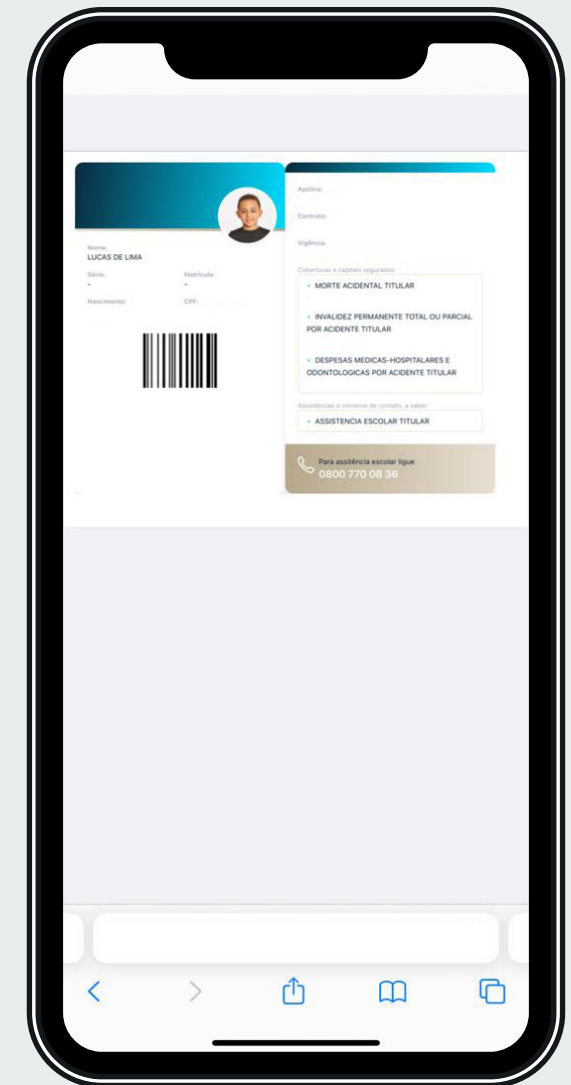 Nome:
LUCAS DE LIMA
Série:
Matrícula:
-
-
Nascimento:
CPF:
Apólice:
Contrato:
Vigência:
Coberturas e capitais segurados:
• MORTE ACIDENTAL TITULAR
• INVALIDEZ PERMANENTE TOTAL OU PARCIAL
POR ACIDENTE TITULAR
• DESPESAS MEDICAS-HOSPITALARES E
ODONTOLOGICAS POR ACIDENTE TITULAR
Assistências e números de contato, a saber:
• ASSISTENCIA ESCOLAR TITULAR
Para assitência escolar ligue
0800 770 08 36